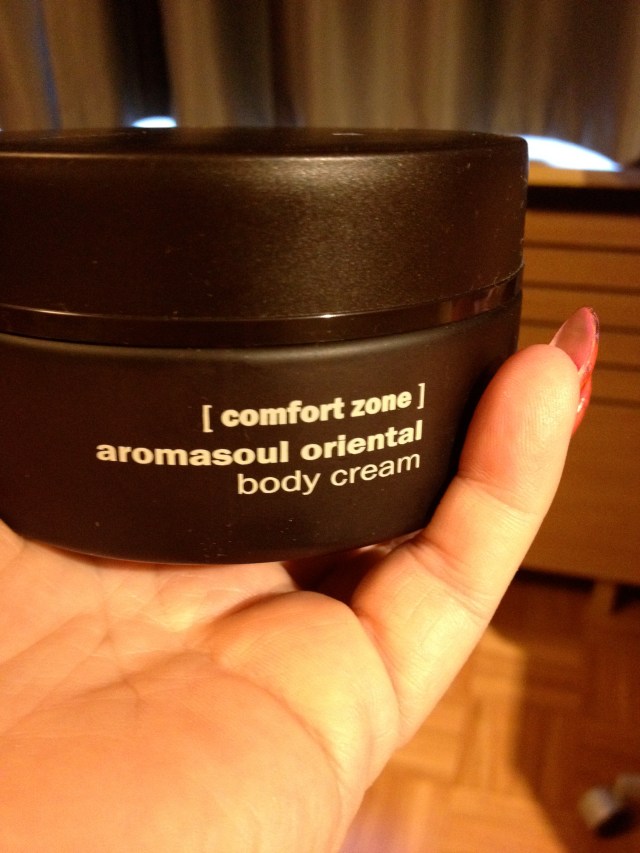 [ comfort zone ]
aromasoul oriental
body cream